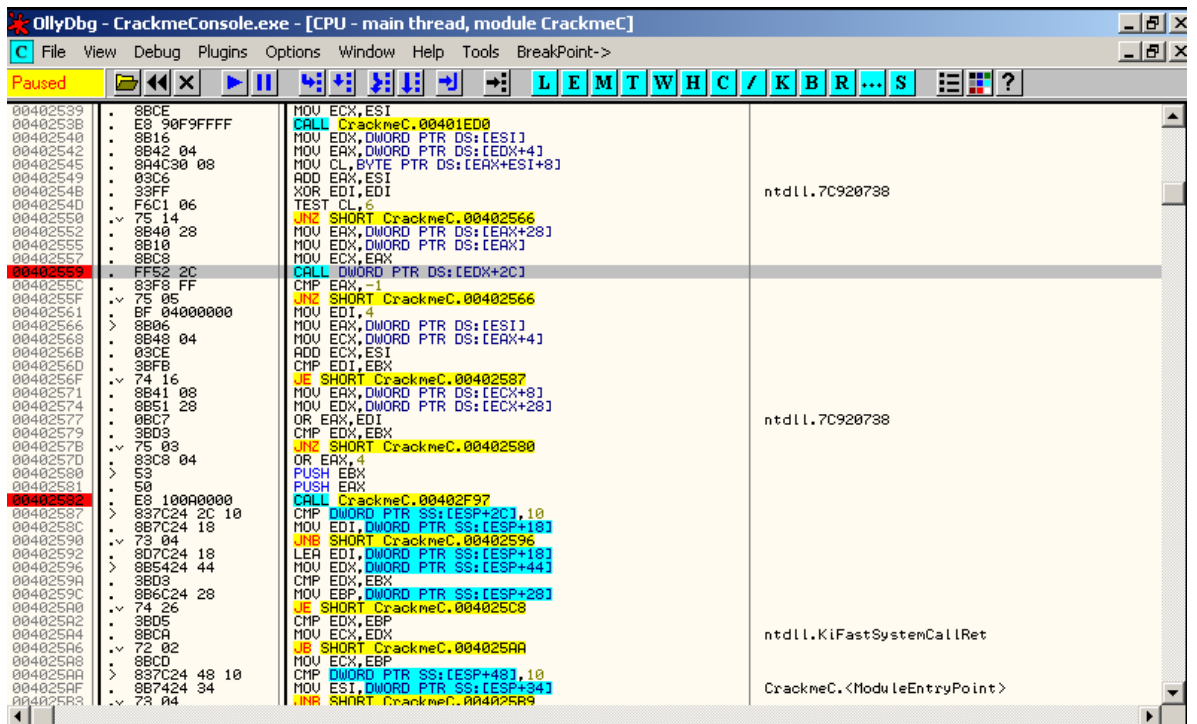 OllyDbg - CrackmeConsole.exe - [CPU - main thread, module CrackmeC]
C File View Debug Plugins Options Window Help Tools BreakPoint->
Paused L E M T W H C / K B R ... S ?
00402539 . 8BCE MOV ECX,ESI
0040253B . E8 90F9FFFF CALL CrackmeC.00401ED0
00402540 . 8B16 MOV EDX,DWORD PTR DS:[ESI]
00402542 . 8B42 04 MOV EAX,DWORD PTR DS:[EDX+4]
00402545 . 8A4C30 08 MOV CL,BYTE PTR DS:[EAX+ESI+8]
00402549 . 03C6 ADD EAX,ESI
0040254B . 33FF XOR EDI,EDI ntdll.7C920738
0040254D . F6C1 06 TEST CL,6
00402550 .v 75 14 JNZ SHORT CrackmeC.00402566
00402552 . 8B40 28 MOV EAX,DWORD PTR DS:[EAX+28]
00402555 . 8B10 MOV EDX,DWORD PTR DS:[EAX]
00402557 . 8BC8 MOV ECX,EAX
00402559 . FF52 2C CALL DWORD PTR DS:[EDX+2C]
0040255C . 83F8 FF CMP EAX,-1
0040255F .v 75 05 JNZ SHORT CrackmeC.00402566
00402561 . BF 04000000 MOV EDI,4
00402566 > 8B06 MOV EAX,DWORD PTR DS:[ESI]
00402568 . 8B48 04 MOV ECX,DWORD PTR DS:[EAX+4]
0040256B . 03CE ADD ECX,ESI
0040256D . 3BFB CMP EDI,EBX
0040256F .v 74 16 JE SHORT CrackmeC.00402587
00402571 . 8B41 08 MOV EAX,DWORD PTR DS:[ECX+8]
00402574 . 8B51 28 MOV EDX,DWORD PTR DS:[ECX+28]
00402577 . 0BC7 OR EAX,EDI ntdll.7C920738
00402579 . 3BD3 CMP EDX,EBX
0040257B .v 75 03 JNZ SHORT CrackmeC.00402580
0040257D . 83C8 04 OR EAX,4
00402580 > 53 PUSH EBX
00402581 . 50 PUSH EAX
00402582 . E8 100A0000 CALL CrackmeC.00402F97
00402587 > 837C24 2C 10 CMP DWORD PTR SS:[ESP+2C],10
0040258C . 8B7C24 18 MOV EDI,DWORD PTR SS:[ESP+18]
00402590 .v 73 04 JNB SHORT CrackmeC.00402596
00402592 . 8D7C24 18 LEA EDI,DWORD PTR SS:[ESP+18]
00402596 > 8B5424 44 MOV EDX,DWORD PTR SS:[ESP+44]
0040259A . 3BD3 CMP EDX,EBX
0040259C . 8B6C24 28 MOV EBP,DWORD PTR SS:[ESP+28]
004025A0 .v 74 26 JE SHORT CrackmeC.004025C8
004025A2 . 3BD5 CMP EDX,EBP
004025A4 . 8BCA MOV ECX,EDX ntdll.KiFastSystemCallRet
004025A6 .v 72 02 JB SHORT CrackmeC.004025AA
004025A8 . 8BCD MOV ECX,EBP
004025AA > 837C24 48 10 CMP DWORD PTR SS:[ESP+48],10
004025AF . 8B7424 34 MOV ESI,DWORD PTR SS:[ESP+34] CrackmeC.<ModuleEntryPoint>
004025B3 .v 73 04 JNB SHORT CrackmeC.004025B9